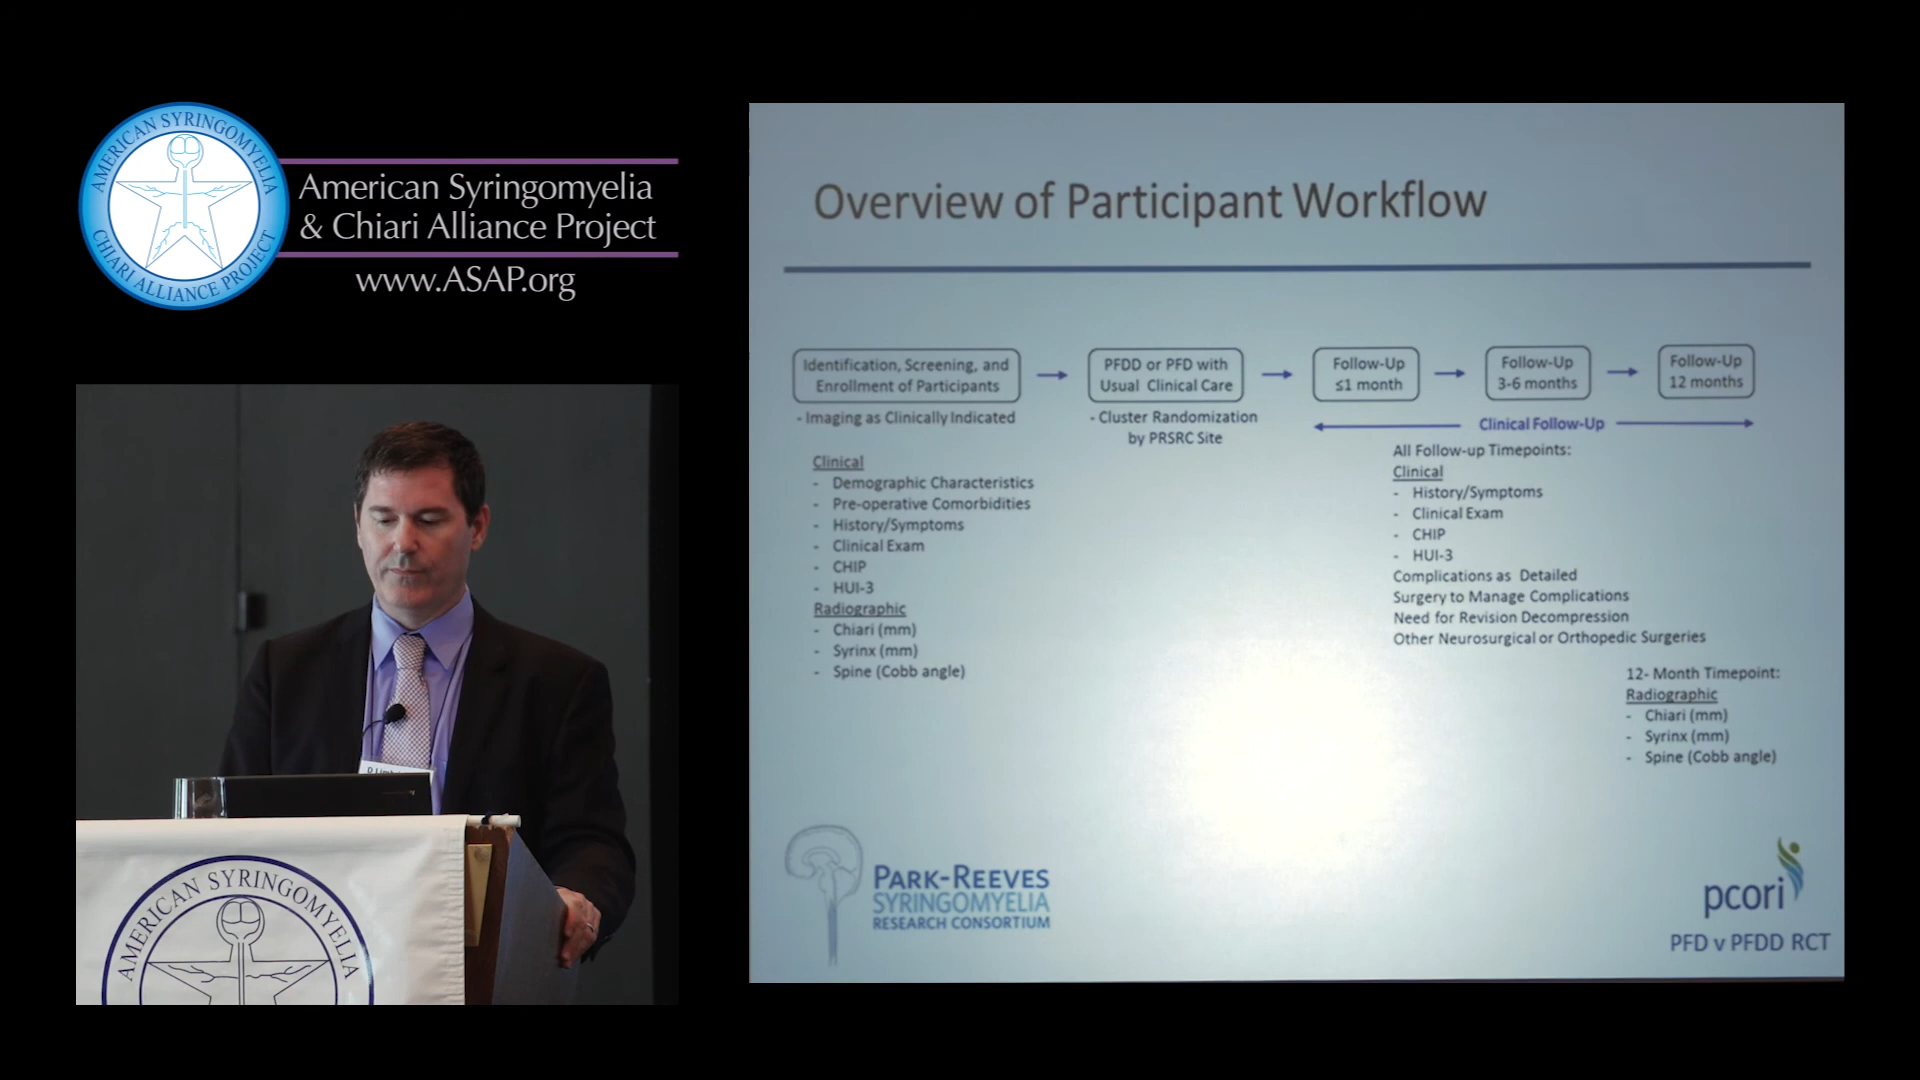 AMERICAN SYRINGOMYELIA
CHIARI ALLIANCE PROJECT
American Syringomyelia
& Chiari Alliance Project
www.ASAP.org
Overview of Participant Workflow
Identification, Screening, and
Enrollment of Participants
- Imaging as Clinically Indicated
PFDD or PFD with
Usual Clinical Care
- Cluster Randomization
by PRSRC Site
Follow-Up
≤1 month
Follow-Up
3-6 months
Follow-Up
12 months
Clinical Follow-Up
Clinical
- Demographic Characteristics
- Pre-operative Comorbidities
- History/Symptoms
- Clinical Exam
- CHIP
- HUI-3
Radiographic
- Chiari (mm)
- Syrinx (mm)
- Spine (Cobb angle)
All Follow-up Timepoints:
Clinical
- History/Symptoms
- Clinical Exam
- CHIP
- HUI-3
Complications as Detailed
Surgery to Manage Complications
Need for Revision Decompression
Other Neurosurgical or Orthopedic Surgeries
12- Month Timepoint:
Radiographic
- Chiari (mm)
- Syrinx (mm)
- Spine (Cobb angle)
PARK-REEVES
SYRINGOMYELIA
RESEARCH CONSORTIUM
pcori
PFD v PFDD RCT
AMERICAN SYRINGOMYELIA